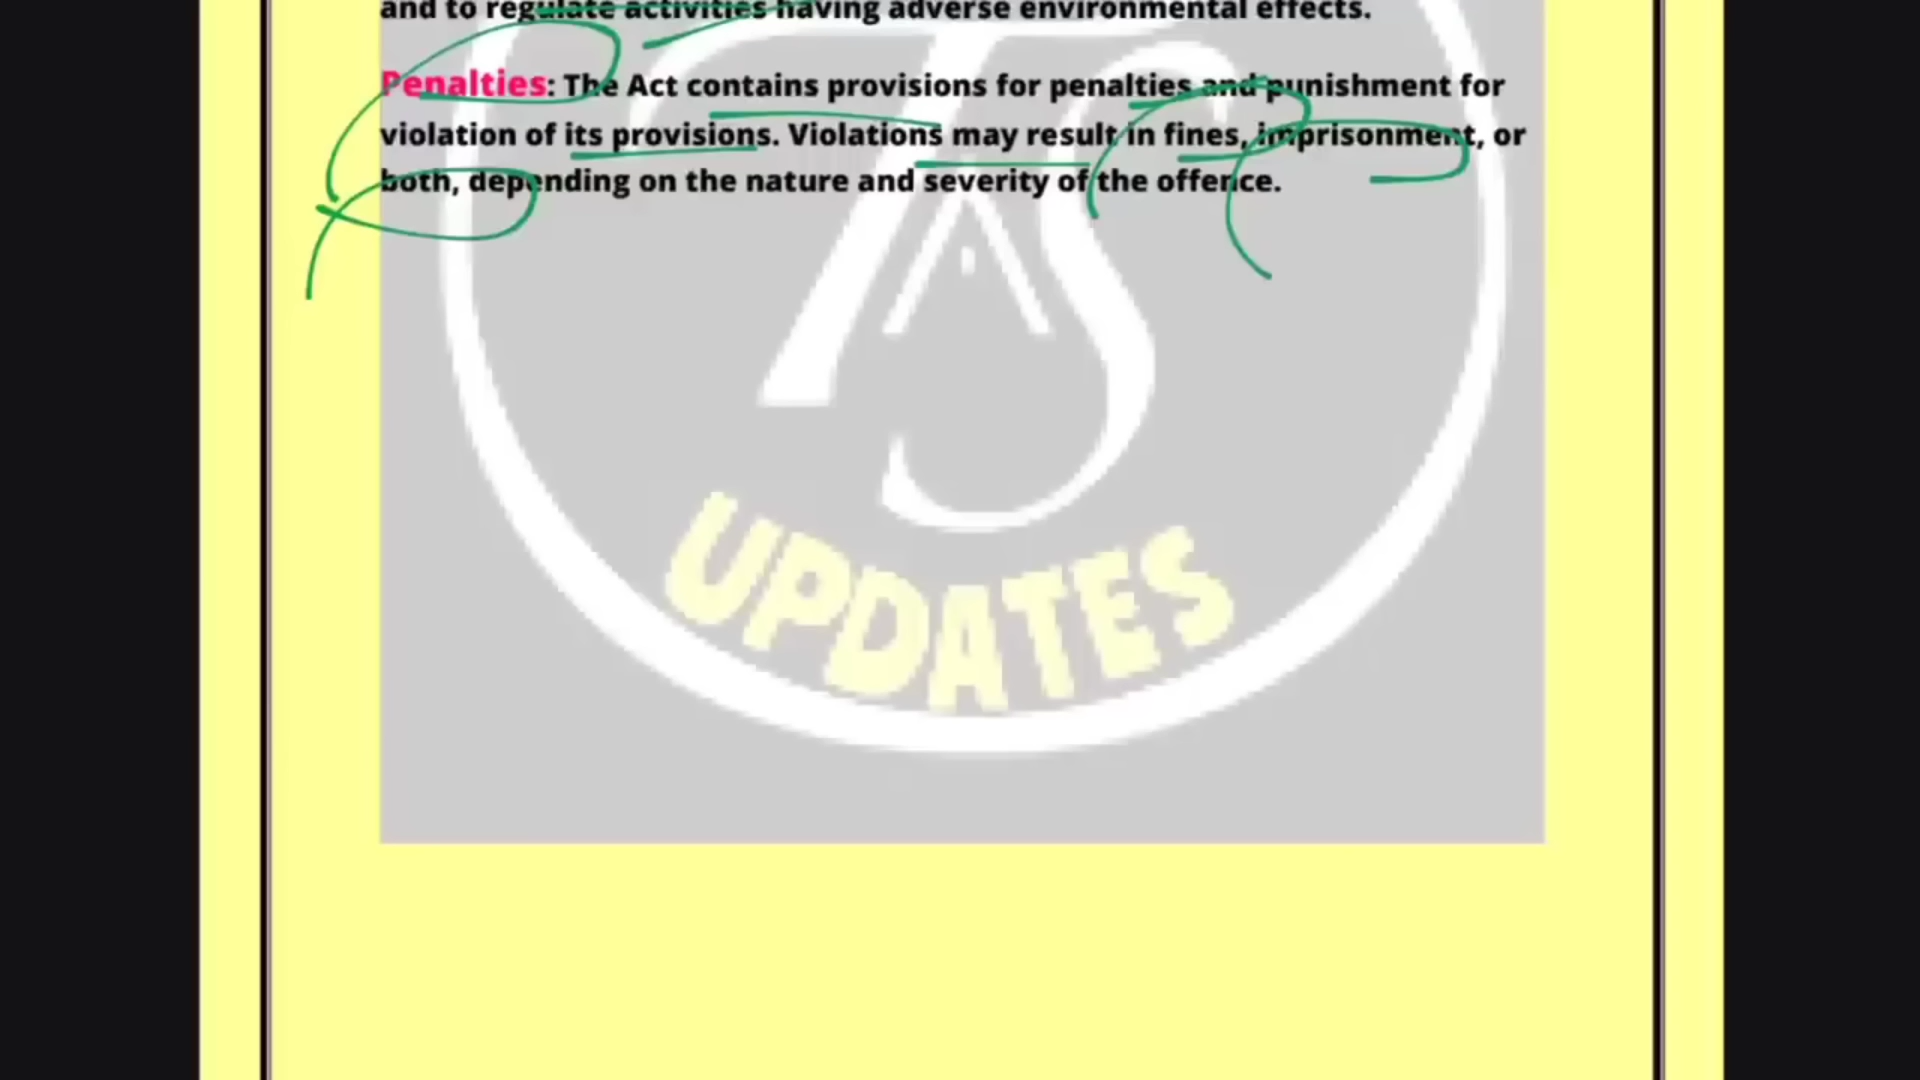 and to regulate activities having adverse environmental effects.
Penalties: The Act contains provisions for penalties and punishment for
violation of its provisions. Violations may result in fines, imprisonment, or
both, depending on the nature and severity of the offence.
TS
UPDATES